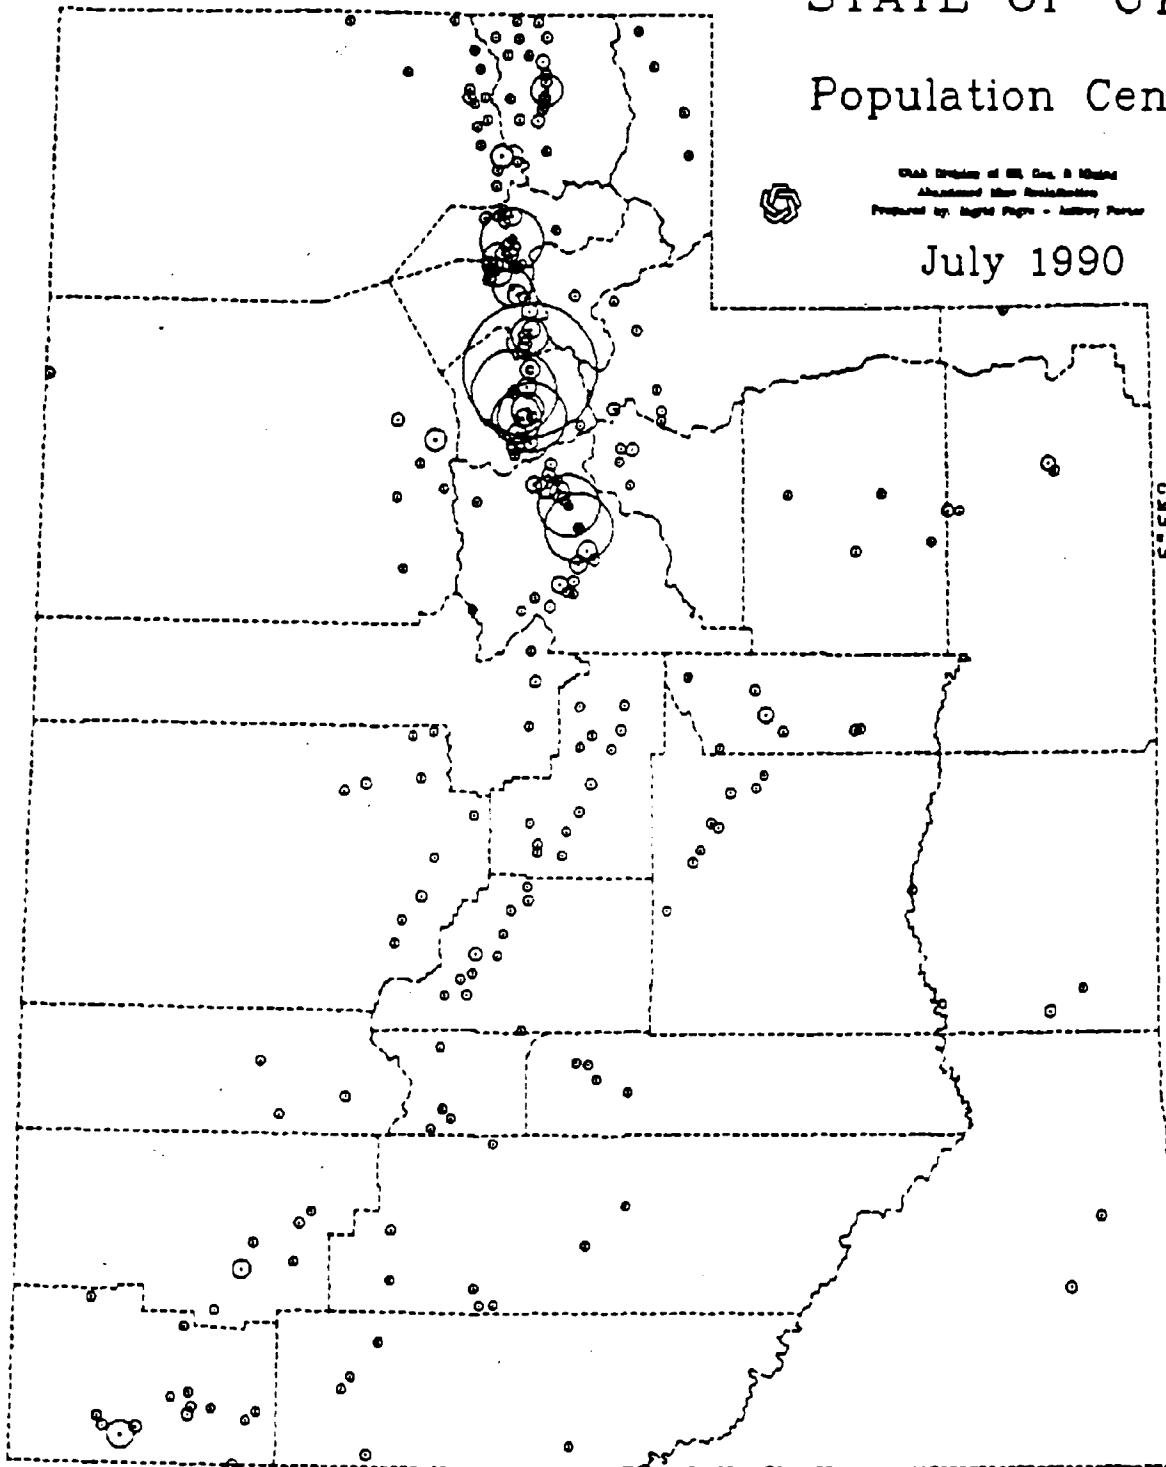 STATE OF U
Population Cen
Utah Division of Oil, Gas, & Mining
Abandoned Mine Reclamation
Prepared by:
July 1990